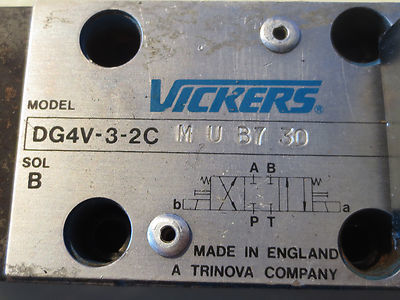 VICKERS®
MODEL
DG4V-3-2C M U B7 30
SOL
B
A B
b a
P T
MADE IN ENGLAND
A TRINOVA COMPANY